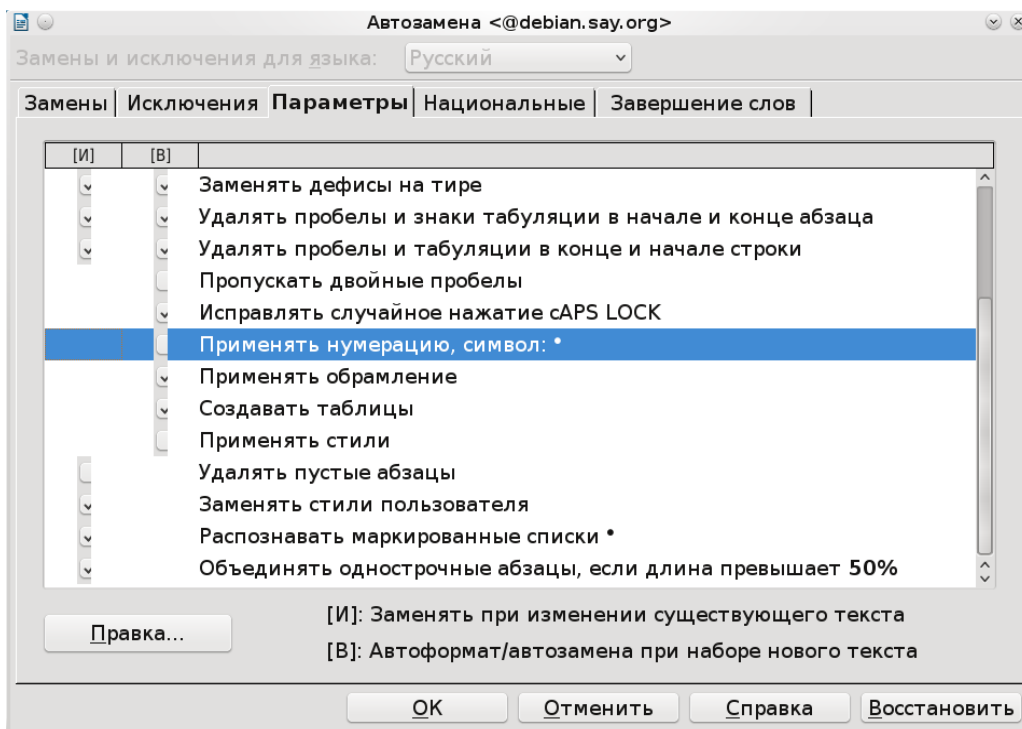 Автозамена <@debian.say.org>
Замены и исключения для языка: Русский
Замены Исключения Параметры Национальные Завершение слов
[И] [В]
Заменять дефисы на тире
Удалять пробелы и знаки табуляции в начале и конце абзаца
Удалять пробелы и табуляции в конце и начале строки
Пропускать двойные пробелы
Исправлять случайное нажатие cAPS LOCK
Применять нумерацию, символ: •
Применять обрамление
Создавать таблицы
Применять стили
Удалять пустые абзацы
Заменять стили пользователя
Распознавать маркированные списки •
Объединять однострочные абзацы, если длина превышает 50%
Правка...
[И]: Заменять при изменении существующего текста
[В]: Автоформат/автозамена при наборе нового текста
OK Отменить Справка Восстановить